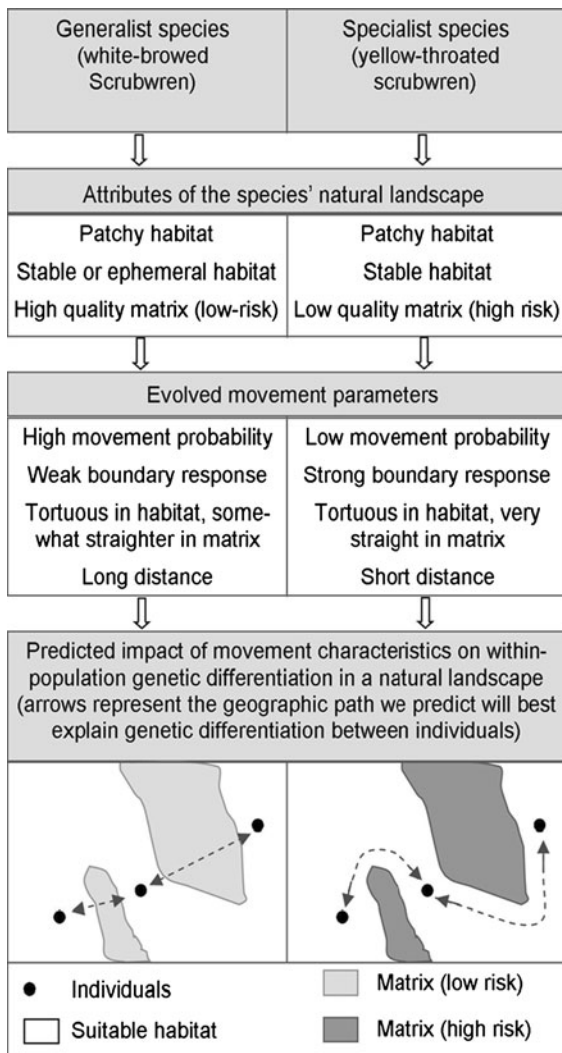 Generalist species
(white-browed
Scrubwren)
Specialist species
(yellow-throated
scrubwren)
Attributes of the species' natural landscape
Patchy habitat
Stable or ephemeral habitat
High quality matrix (low-risk)
Patchy habitat
Stable habitat
Low quality matrix (high risk)
Evolved movement parameters
High movement probability
Weak boundary response
Tortuous in habitat, some-
what straighter in matrix
Long distance
Low movement probability
Strong boundary response
Tortuous in habitat, very
straight in matrix
Short distance
Predicted impact of movement characteristics on within-
population genetic differentiation in a natural landscape
(arrows represent the geographic path we predict will best
explain genetic differentiation between individuals)
Individuals
Suitable habitat
Matrix (low risk)
Matrix (high risk)